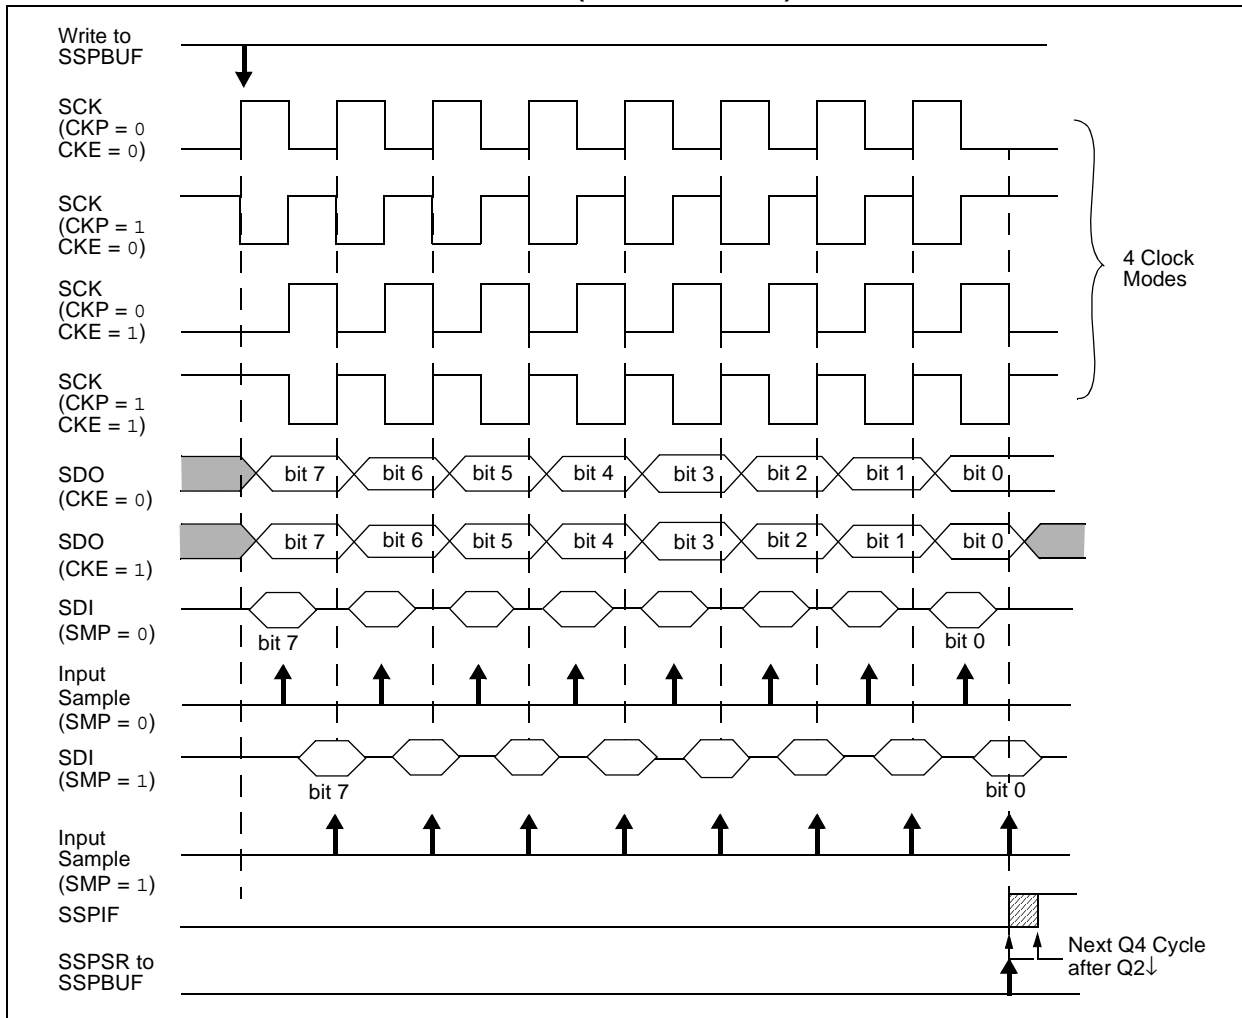 Write to
SSPBUF
SCK
(CKP = 0
CKE = 0)
SCK
(CKP = 1
CKE = 0)
SCK
(CKP = 0
CKE = 1)
SCK
(CKP = 1
CKE = 1)
4 Clock
Modes
SDO
(CKE = 0)
bit 7 bit 6 bit 5 bit 4 bit 3 bit 2 bit 1 bit 0
SDO
(CKE = 1)
bit 7 bit 6 bit 5 bit 4 bit 3 bit 2 bit 1 bit 0
SDI
(SMP = 0)
bit 7 bit 0
Input
Sample
(SMP = 0)
SDI
(SMP = 1)
bit 7 bit 0
Input
Sample
(SMP = 1)
SSPIF
Next Q4 Cycle
after Q2↓
SSPSR to
SSPBUF